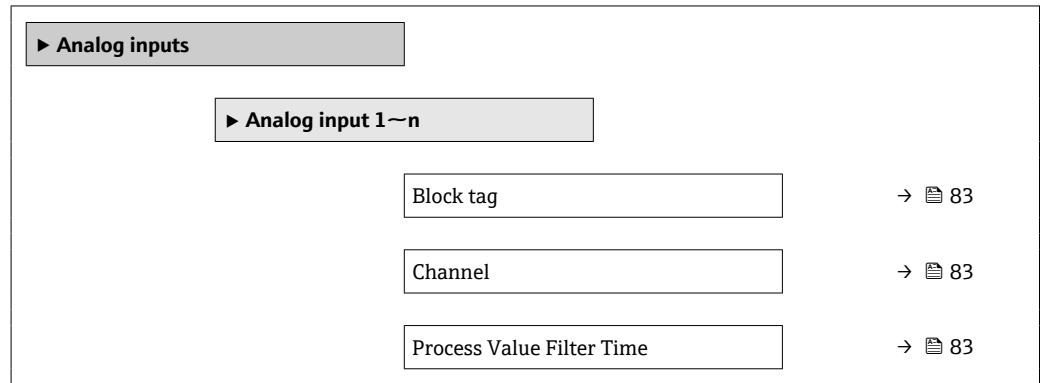 ▶ Analog inputs
▶ Analog input 1~n
Block tag → 83
Channel → 83
Process Value Filter Time → 83